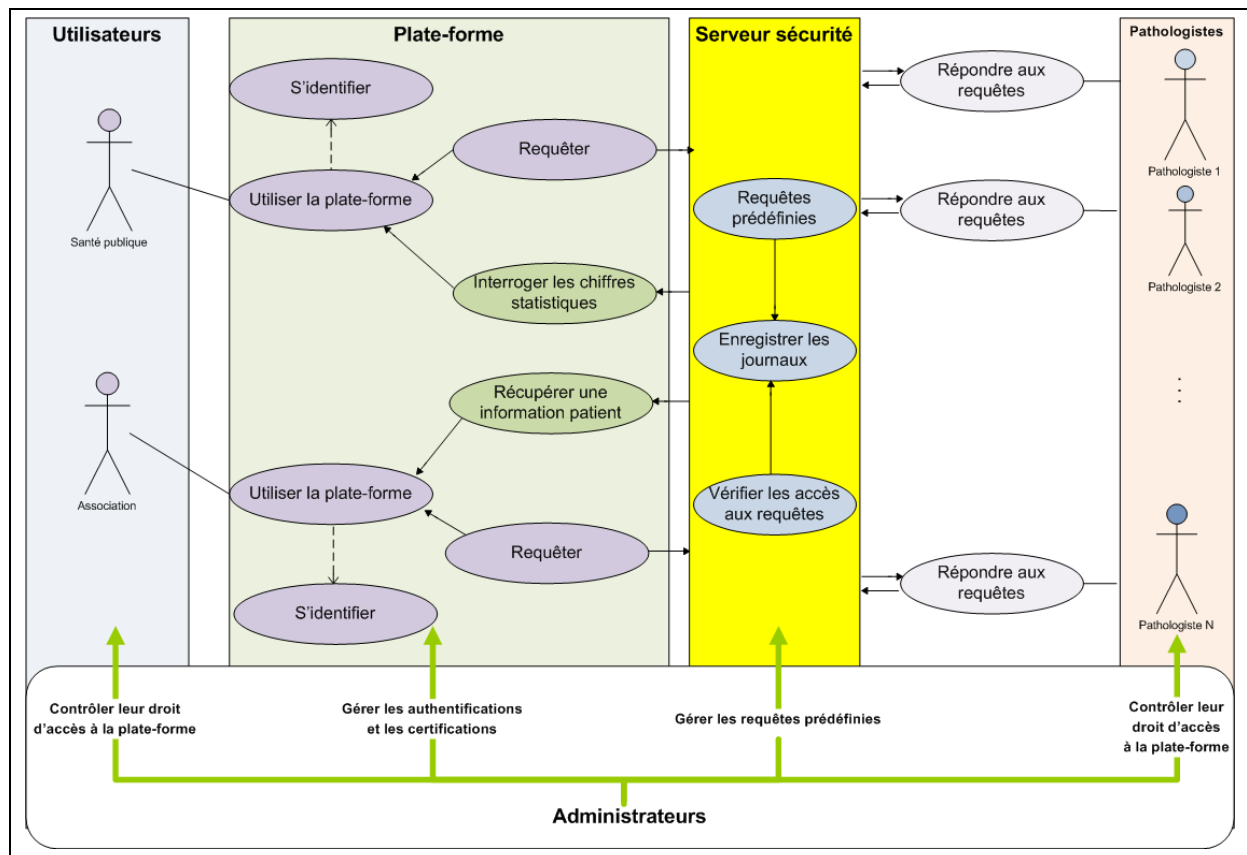 Utilisateurs
Plate-forme
Serveur sécurité
Pathologistes
S'identifier
Répondre aux
requêtes
Requêter
Pathologiste 1
Utiliser la plate-forme
Requêtes
prédéfinies
Répondre aux
requêtes
Santé publique
Pathologiste 2
Interroger les chiffres
statistiques
Enregistrer les
journaux
Récupérer une
information patient
. . .
Association
Utiliser la plate-forme
Vérifier les accès
aux requêtes
Requêter
Répondre aux
requêtes
S'identifier
Pathologiste N
Contrôler leur droit
d'accès à la plate-forme
Gérer les authentifications
et les certifications
Gérer les requêtes prédéfinies
Contrôler leur
droit d'accès
à la plate-forme
Administrateurs